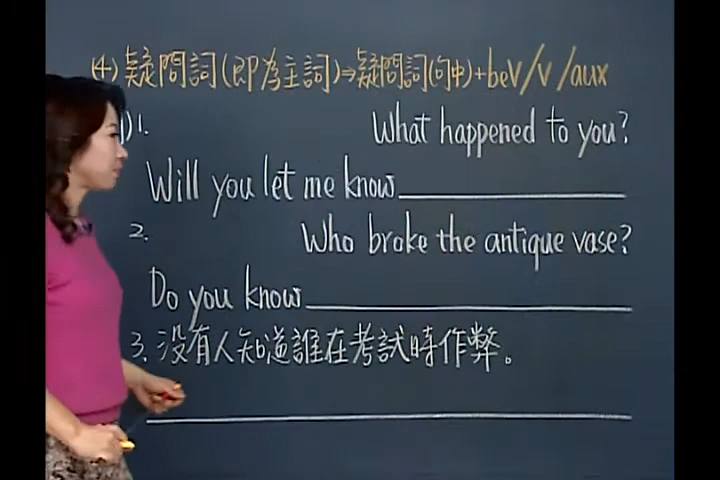 (4) 疑問詞(即為主詞)⇒疑問詞(句中)+beV/V/aux
) 1. What happened to you?
Will you let me know
2. Who broke the antique vase?
Do you know
3. 没有人知道誰在考試時作弊。